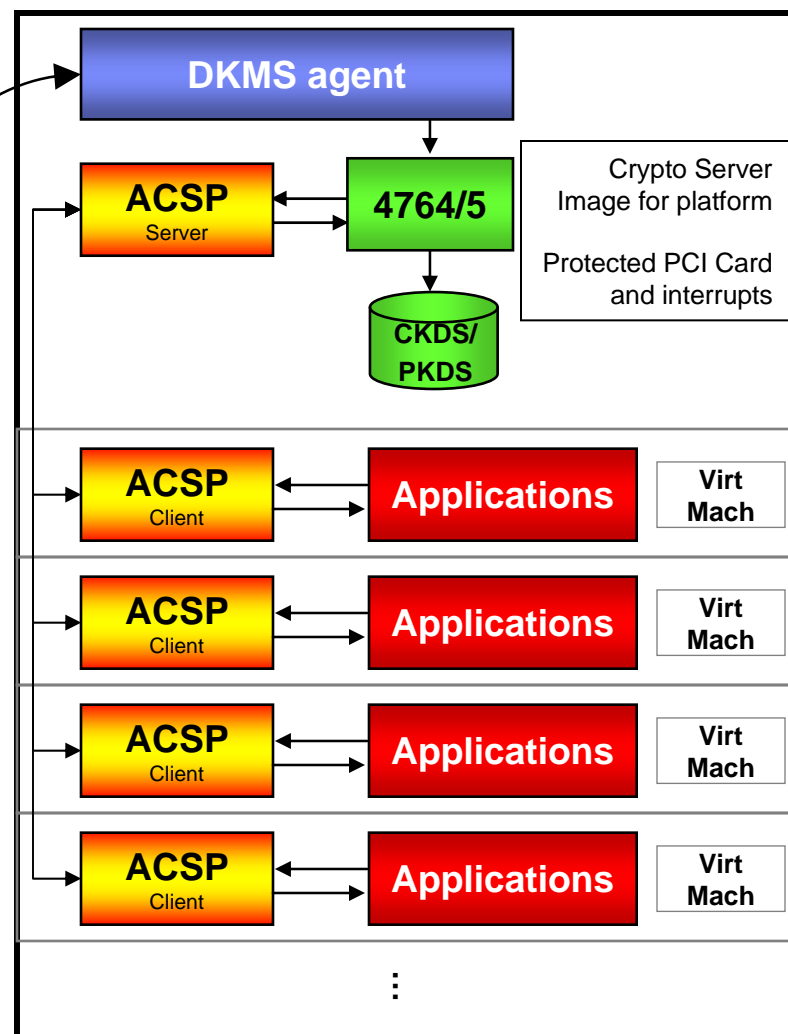 DKMS agent
ACSP
Server
4764/5
Crypto Server
Image for platform
Protected PCI Card
and interrupts
CKDS/
PKDS
ACSP
Client
Applications
Virt
Mach
ACSP
Client
Applications
Virt
Mach
ACSP
Client
Applications
Virt
Mach
ACSP
Client
Applications
Virt
Mach
...